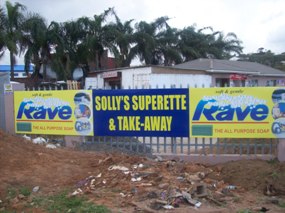 soft & gentle
Rave
THE ALL PURPOSE SOAP
SOLLY'S SUPERETTE
& TAKE-AWAY
soft & gentle
Rave
THE ALL PURPOSE SOAP